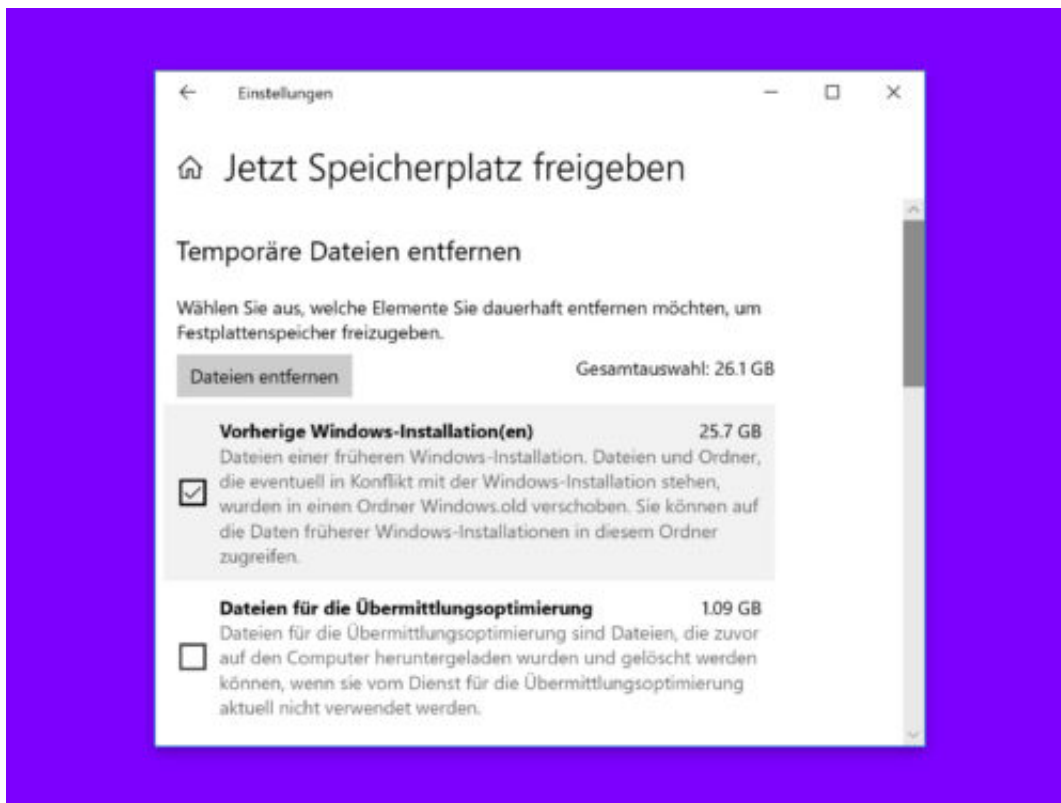 Einstellungen
Jetzt Speicherplatz freigeben
Temporäre Dateien entfernen
Wählen Sie aus, welche Elemente Sie dauerhaft entfernen möchten, um
Festplattenspeicher freizugeben.
Dateien entfernen
Gesamtauswahl: 26.1 GB
Vorherige Windows-Installation(en) 25.7 GB
Dateien einer früheren Windows-Installation. Dateien und Ordner,
die eventuell in Konflikt mit der Windows-Installation stehen,
wurden in einen Ordner Windows.old verschoben. Sie können auf
die Daten früherer Windows-Installationen in diesem Ordner
zugreifen.
Dateien für die Übermittlungsoptimierung 1.09 GB
Dateien für die Übermittlungsoptimierung sind Dateien, die zuvor
auf den Computer heruntergeladen wurden und gelöscht werden
können, wenn sie vom Dienst für die Übermittlungsoptimierung
aktuell nicht verwendet werden.